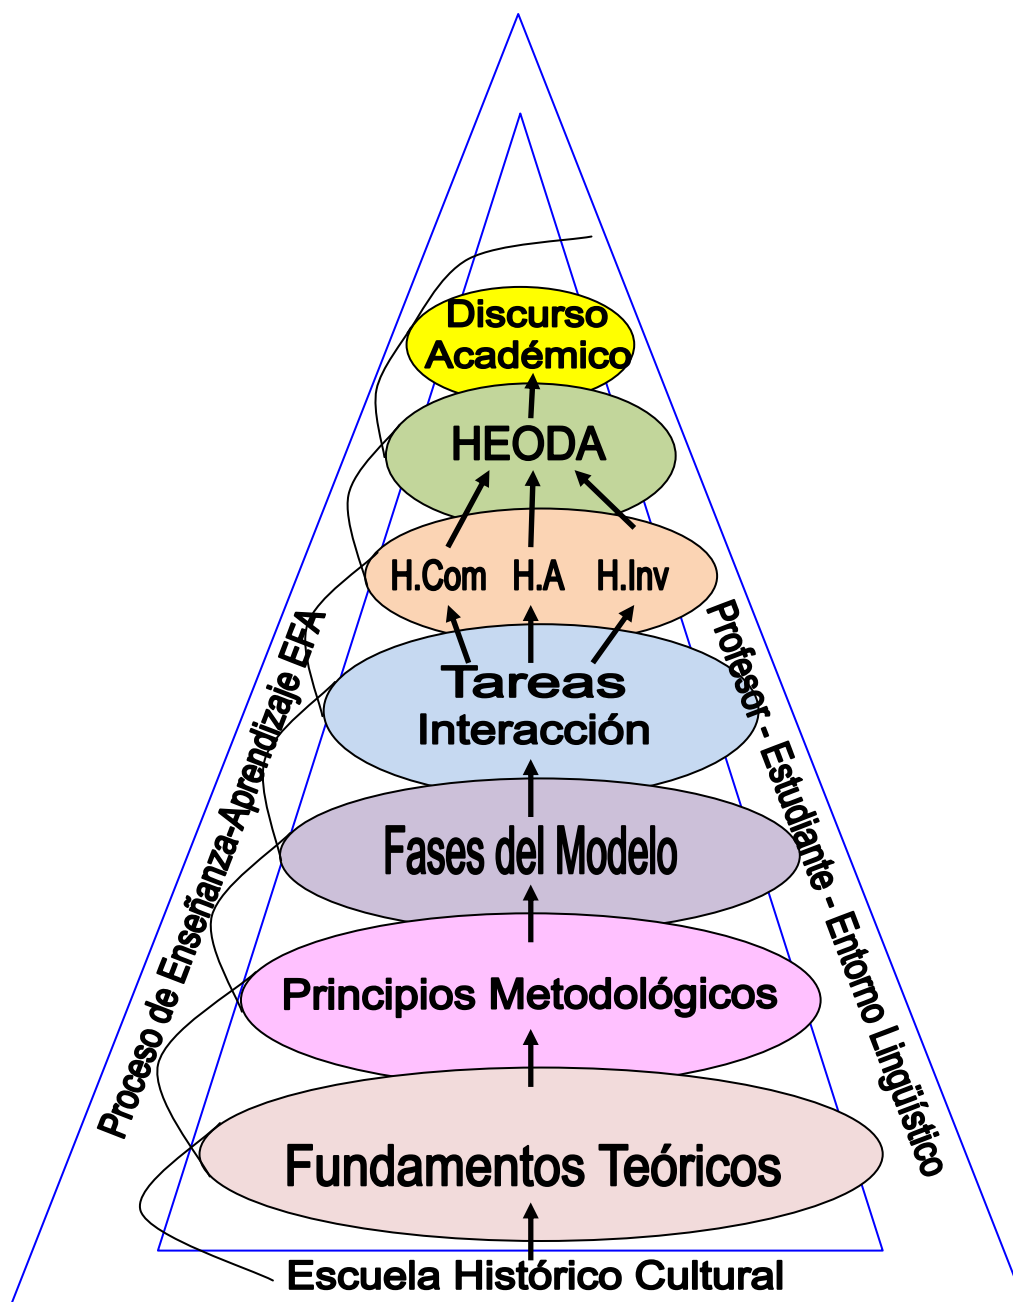 Discurso
Académico
HEODA
H.Com H.A H.Inv
Tareas
Interacción
Fases del Modelo
Principios Metodológicos
Fundamentos Teóricos
Escuela Histórico Cultural
Proceso de Enseñanza-Aprendizaje EFA
Profesor - Estudiante - Entorno Lingüístico